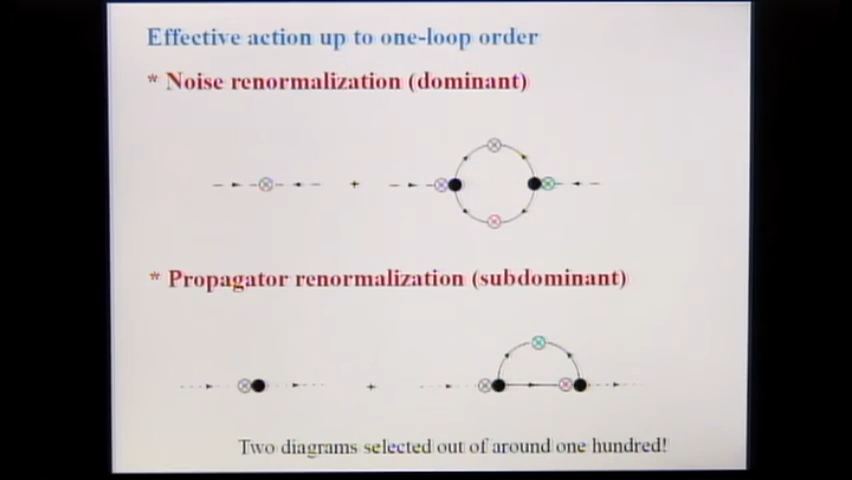 Effective action up to one-loop order
* Noise renormalization (dominant)
+
* Propagator renormalization (subdominant)
+
Two diagrams selected out of around one hundred!